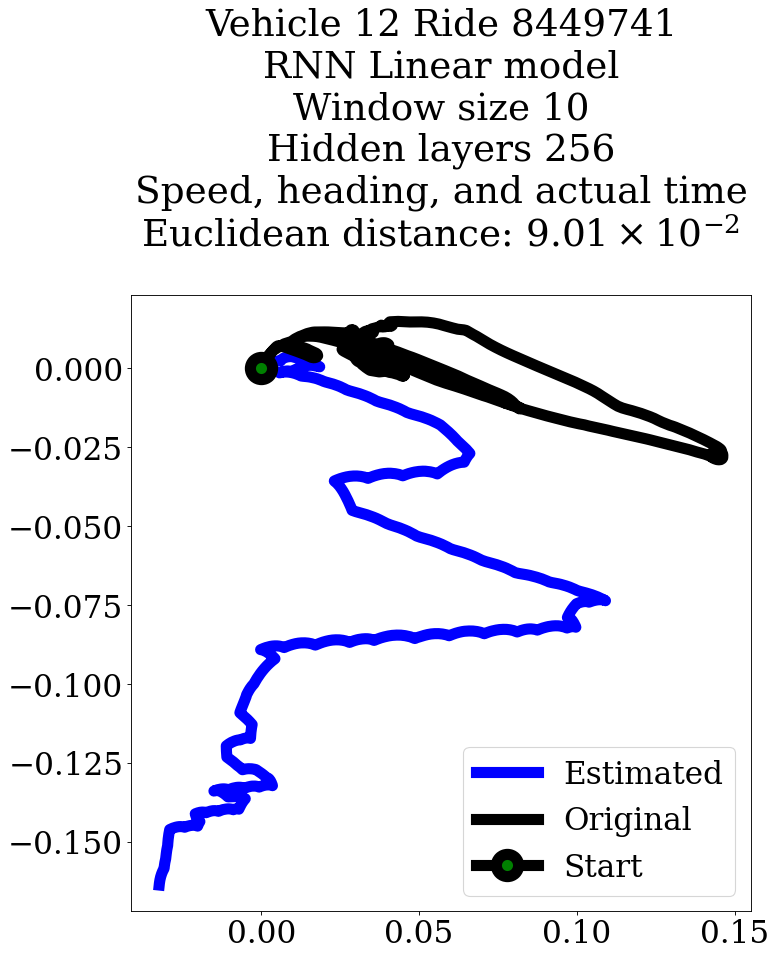 Vehicle 12 Ride 8449741
RNN Linear model
Window size 10
Hidden layers 256
Speed, heading, and actual time
Euclidean distance: 9.01 × 10⁻²
0.000
−0.025
−0.050
−0.075
−0.100
−0.125
−0.150
Estimated
Original
Start
0.00 0.05 0.10 0.15